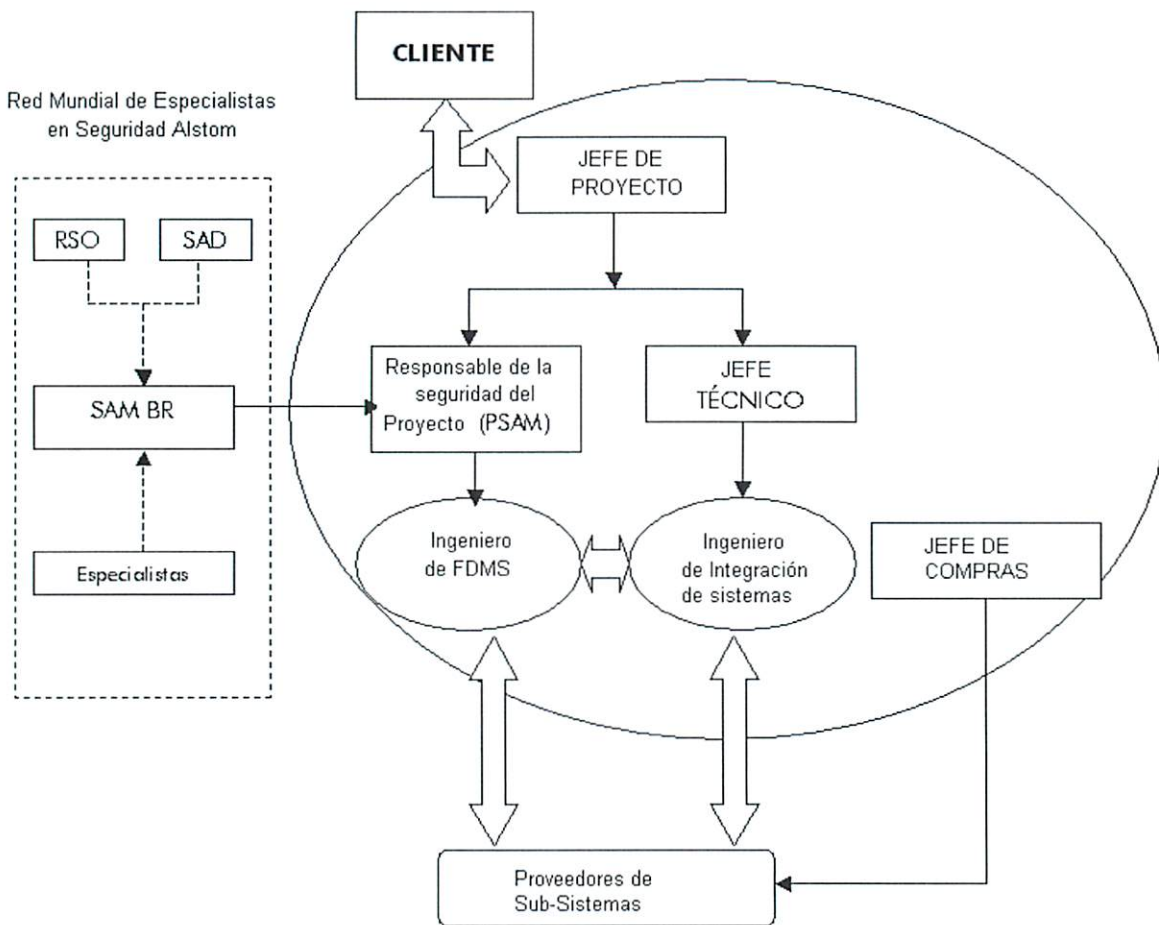 CLIENTE
Red Mundial de Especialistas
en Seguridad Alstom
JEFE DE
PROYECTO
RSO
SAD
Responsable de la
seguridad del
Proyecto (PSAM)
JEFE
TÉCNICO
SAM BR
Ingeniero
de FDMS
Ingeniero
de Integración
de sistemas
JEFE DE
COMPRAS
Especialistas
Proveedores de
Sub-Sistemas